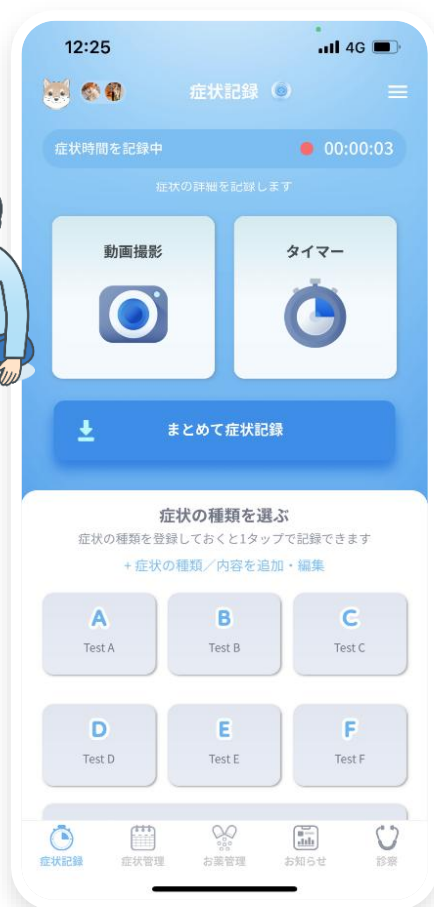 12:25
4G
症状記録
症状時間を記録中
00:00:03
症状の詳細を記録します
動画撮影
タイマー
まとめて症状記録
症状の種類を選ぶ
症状の種類を登録しておくと1タップで記録できます
+ 症状の種類／内容を追加・編集
A
B
C
Test A
Test B
Test C
D
E
F
Test D
Test E
Test F
症状記録
症状管理
お薬管理
お知らせ
診察